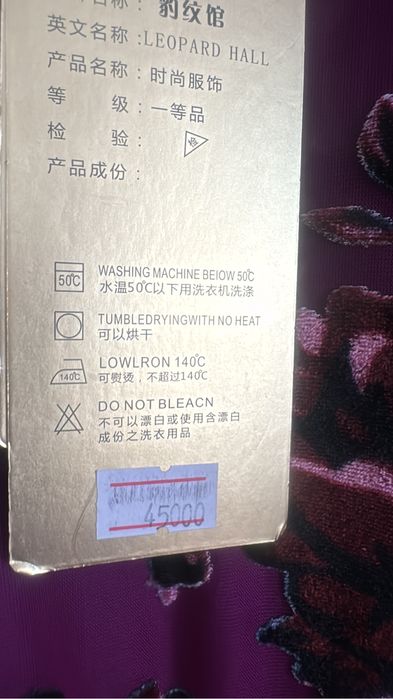 名称：豹纹馆
英文名称:LEOPARD HALL
产品名称：时尚服饰
等 级：一等品
检 验：
产品成份：
50℃ WASHING MACHINE BEIOW 50℃
水温50℃以下用洗衣机洗涤
TUMBLEDRYINGWITH NO HEAT
可以烘干
140℃ LOWLRON 140℃
可熨烫，不超过140℃
DO NOT BLEACN
不可以漂白或使用含漂白
成份之洗衣用品
45000